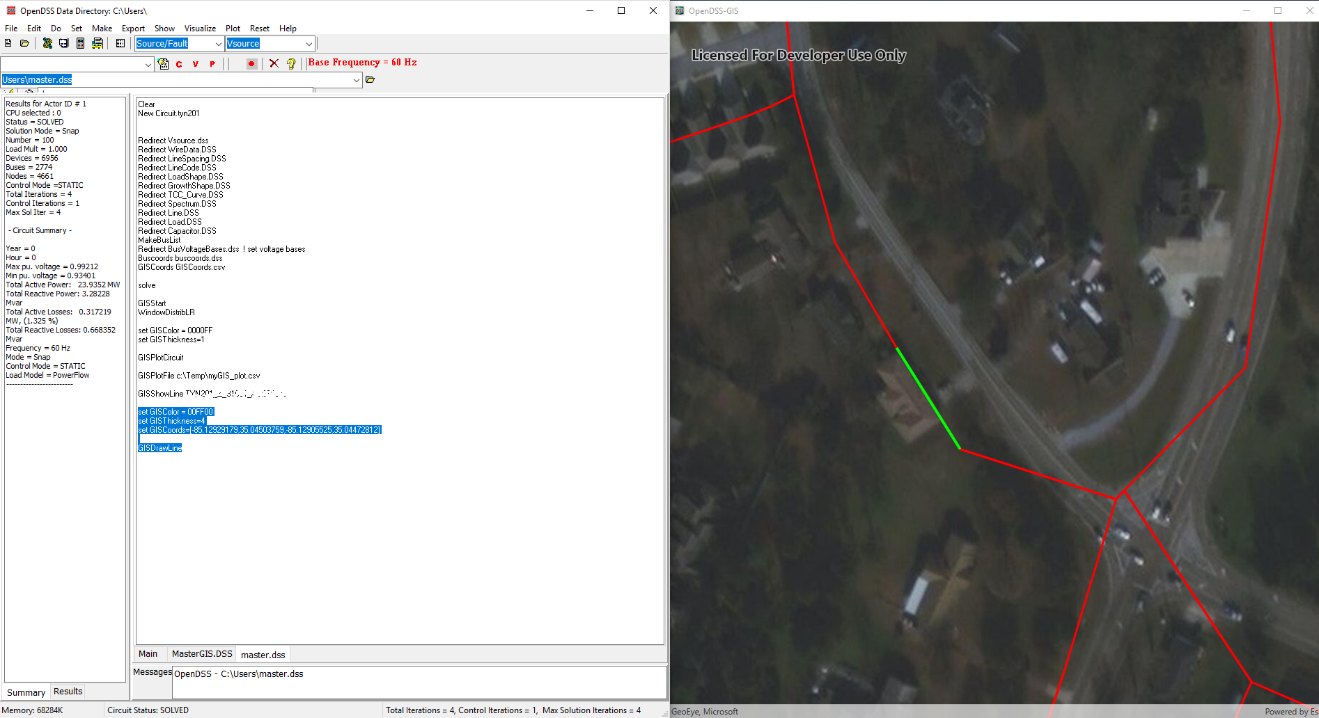 OpenDSS Data Directory: C:\Users\
File Edit Do Set Make Export Show Visualize Plot Reset Help
Source/Fault Vsource
C V P Base Frequency = 60 Hz
Users\master.dss
Results for Actor ID # 1
CPU selected : 0
Status = SOLVED
Solution Mode = Snap
Number = 100
Load Mult = 1.000
Devices = 6956
Buses = 2774
Nodes = 4661
Control Mode =STATIC
Total Iterations = 4
Control Iterations = 1
Max Sol Iter = 4
- Circuit Summary -
Year = 0
Hour = 0
Max pu. voltage = 0.99212
Min pu. voltage = 0.93401
Total Active Power: 23.9352 MW
Total Reactive Power: 3.28228
Mvar
Total Active Losses: 0.317219
MW, (1.325 %)
Total Reactive Losses: 0.668352
Mvar
Frequency = 60 Hz
Mode = Snap
Control Mode = STATIC
Load Model = PowerFlow
-------------------------
Clear
New Circuit.tyn201
Redirect Vsource.dss
Redirect WireData.DSS
Redirect LineSpacing.DSS
Redirect LineCode.DSS
Redirect LoadShape.DSS
Redirect GrowthShape.DSS
Redirect TCC_Curve.DSS
Redirect Spectrum.DSS
Redirect Line.DSS
Redirect Load.DSS
Redirect Capacitor.DSS
MakeBusList
Redirect BusVoltageBases.dss ! set voltage bases
Buscoords buscoords.dss
GISCoords GISCoords.csv
solve
GISStart
WindowDistribLR
set GISColor = 0000FF
set GISThickness=1
GISPlotCircuit
GISPlotFile c:\Temp\myGIS_plot.csv
GISShowLine
set GISColor = 00FF00
set GISThickness=4
set GISCoords=[-85.12929179,35.04503759,-85.12905525,35.04472812]
GISDrawLine
Main MasterGIS.DSS master.dss
Messages OpenDSS - C:\Users\master.dss
Summary Results
Memory: 68284K Circuit Status: SOLVED Total Iterations = 4, Control Iterations = 1, Max Solution Iterations = 4
OpenDSS-GIS
Licensed For Developer Use Only
GeoEye, Microsoft Powered by Es